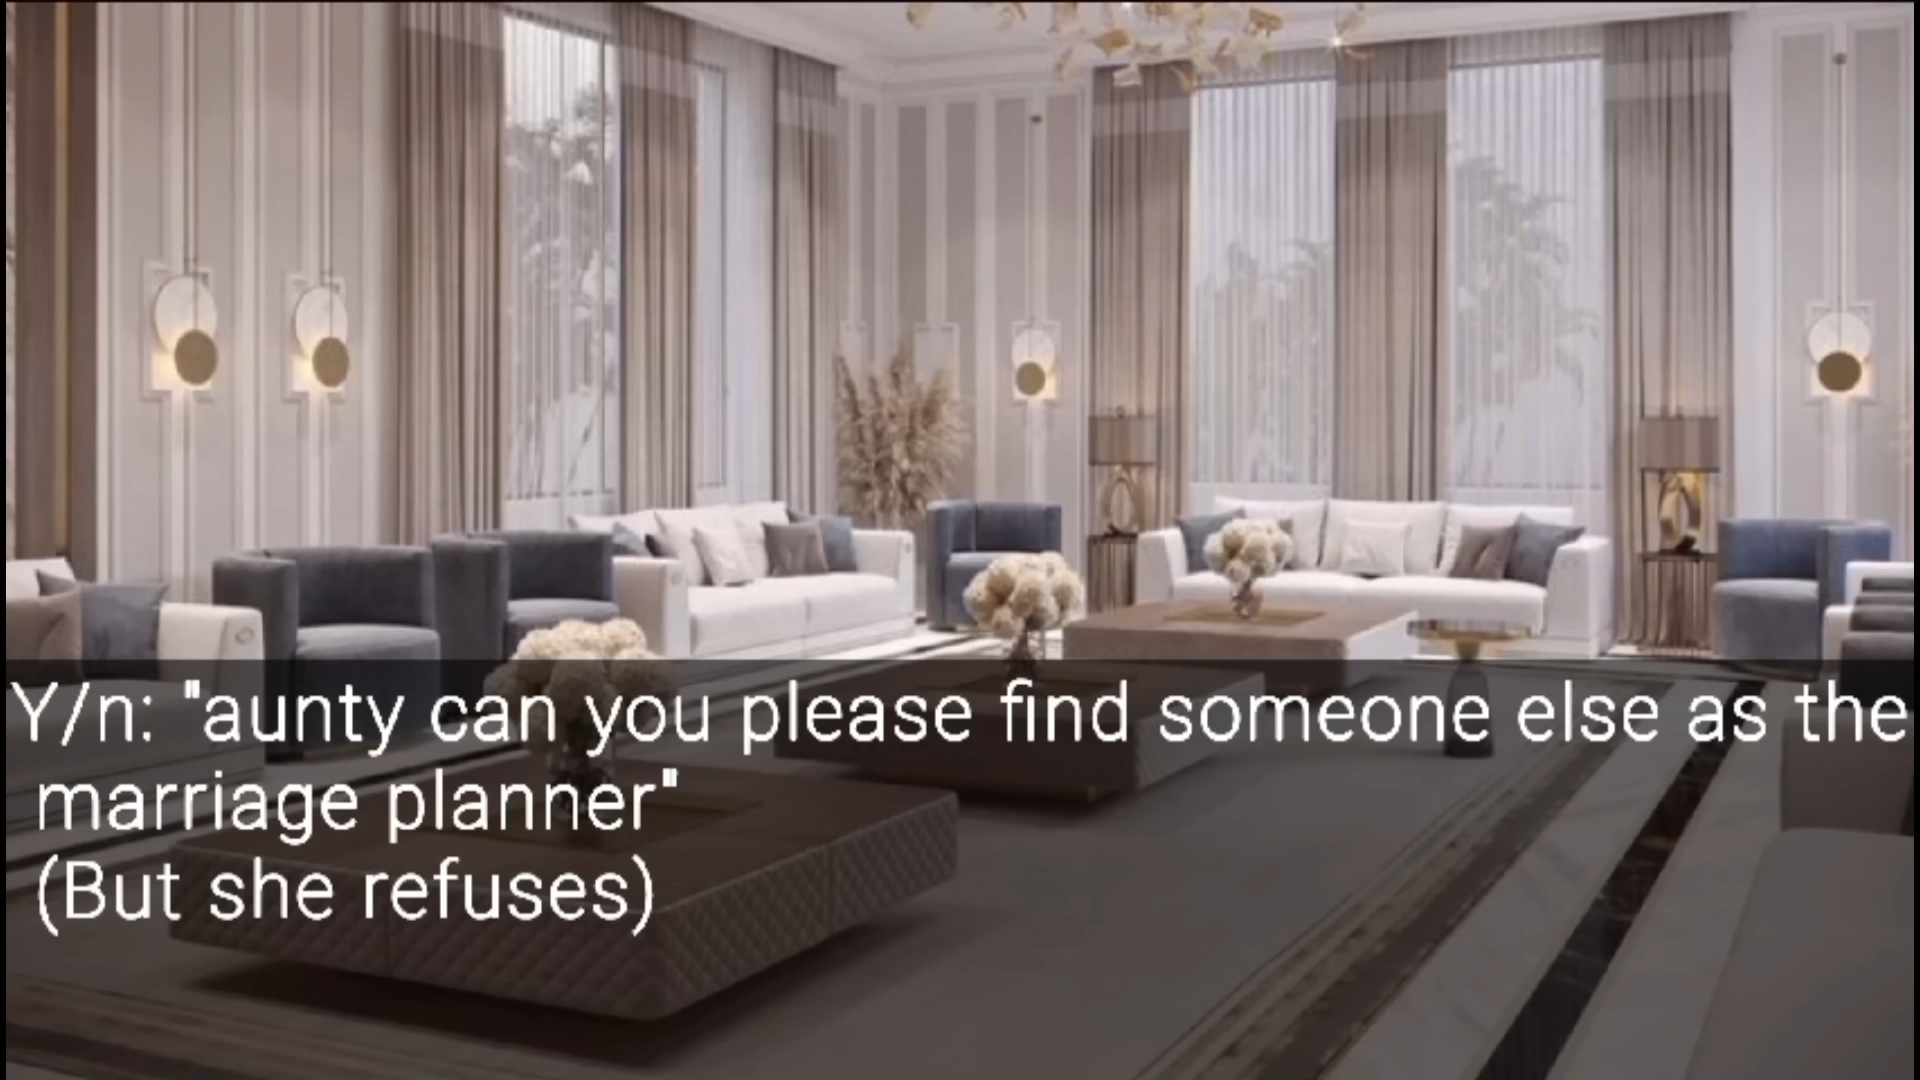 Y/n: "aunty can you please find someone else as the
marriage planner"
(But she refuses)